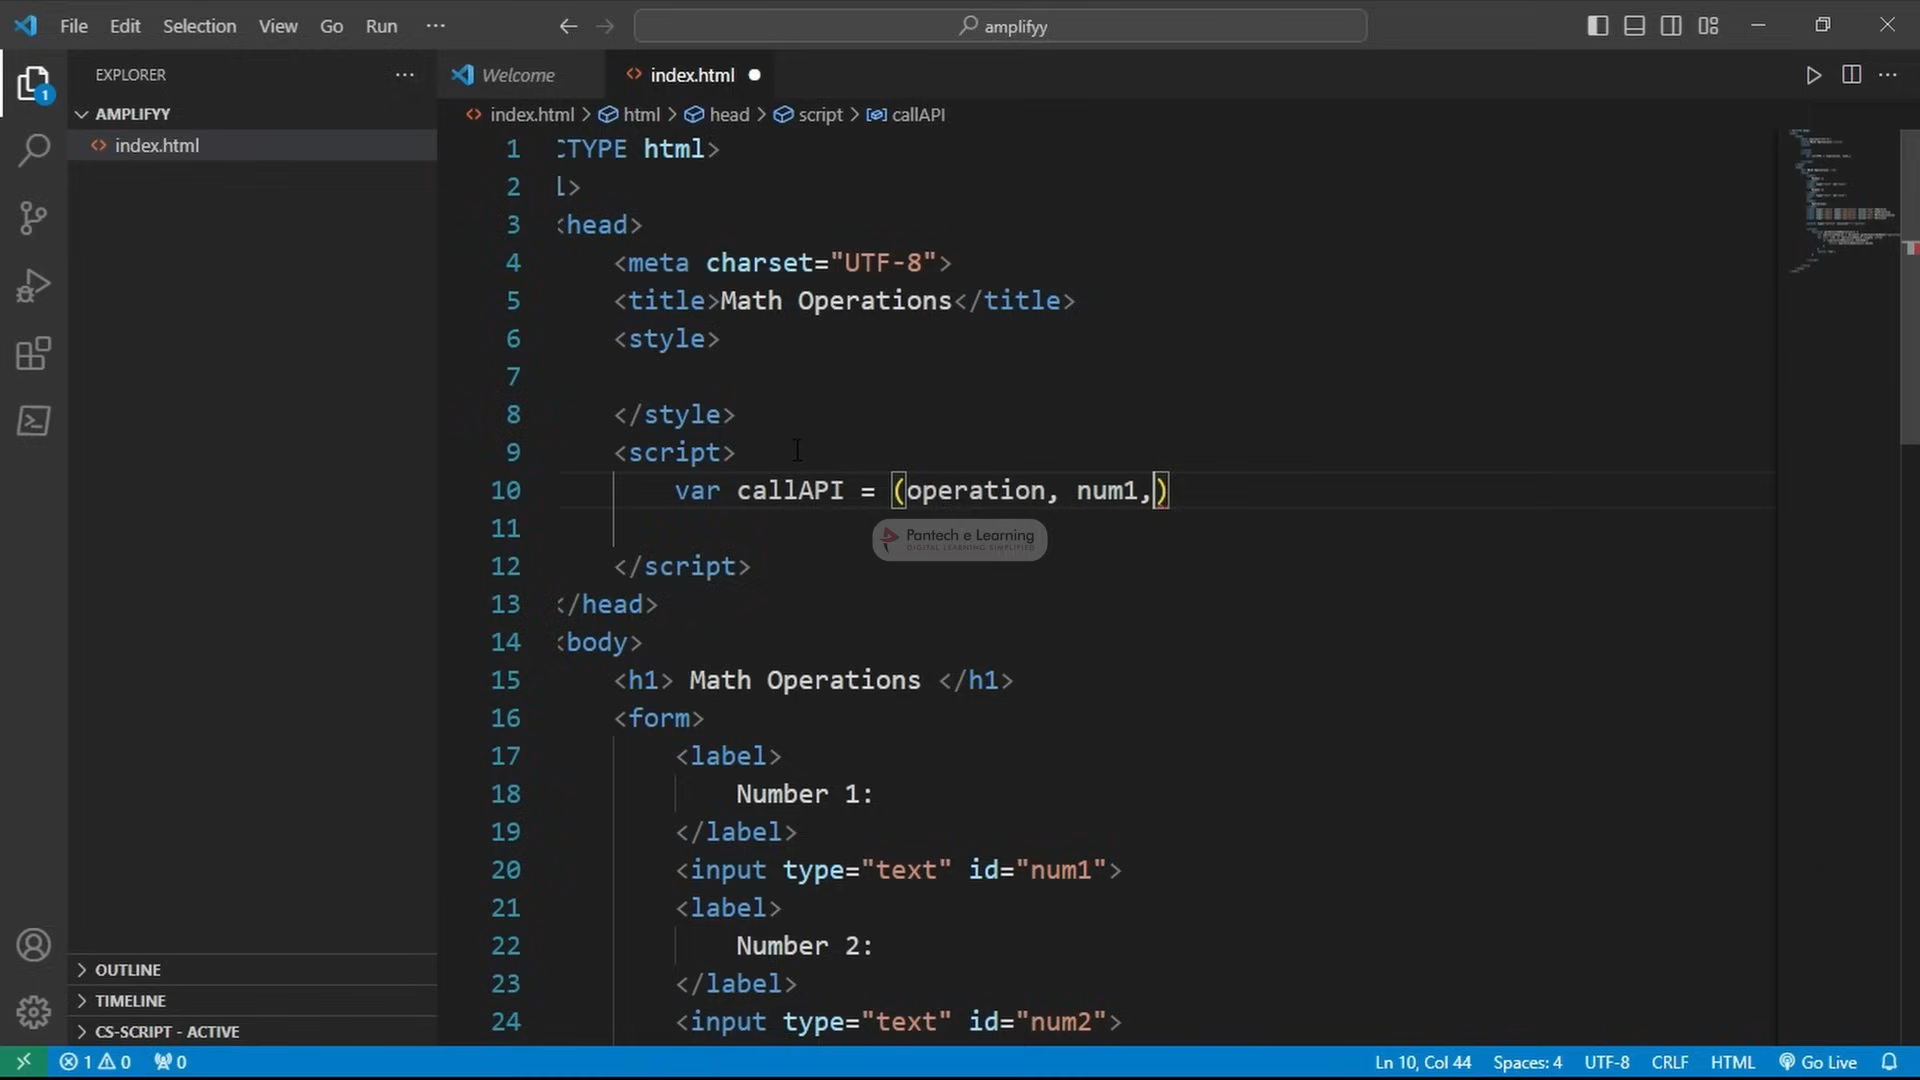 File Edit Selection View Go Run ··· amplifyy
EXPLORER ···
AMPLIFYY
index.html
1
Welcome index.html
index.html > html > head > script > callAPI
1 CTYPE html>
2 l>
3 <head>
4 <meta charset="UTF-8">
5 <title>Math Operations</title>
6 <style>
7
8 </style>
9 <script>
10 var callAPI = (operation, num1,)
11
12 </script>
13 </head>
14 <body>
15 <h1> Math Operations </h1>
16 <form>
17 <label>
18 Number 1:
19 </label>
20 <input type="text" id="num1">
21 <label>
22 Number 2:
23 </label>
24 <input type="text" id="num2">
Pantech e Learning
DIGITAL LEARNING SIMPLIFIED
OUTLINE
TIMELINE
CS-SCRIPT - ACTIVE
1 0 0 Ln 10, Col 44 Spaces: 4 UTF-8 CRLF HTML Go Live